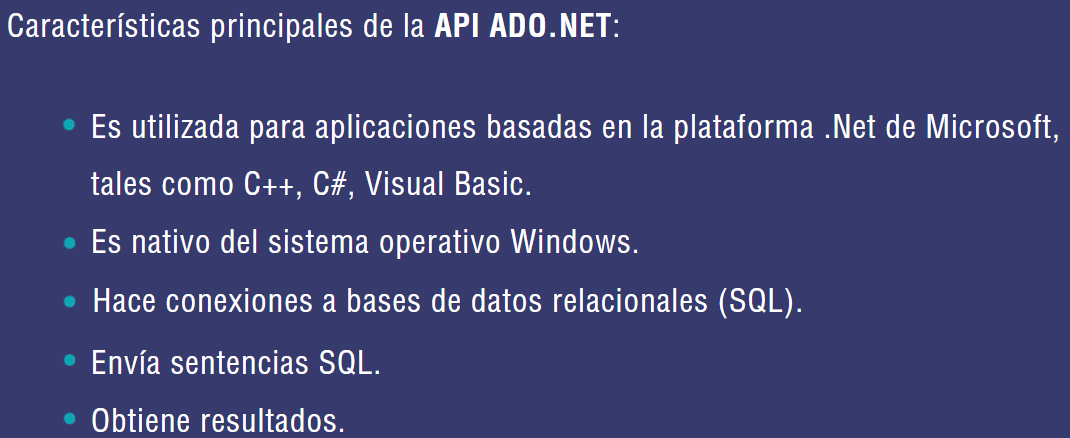 Características principales de la API ADO.NET:
• Es utilizada para aplicaciones basadas en la plataforma .Net de Microsoft,
tales como C++, C#, Visual Basic.
• Es nativo del sistema operativo Windows.
• Hace conexiones a bases de datos relacionales (SQL).
• Envía sentencias SQL.
• Obtiene resultados.